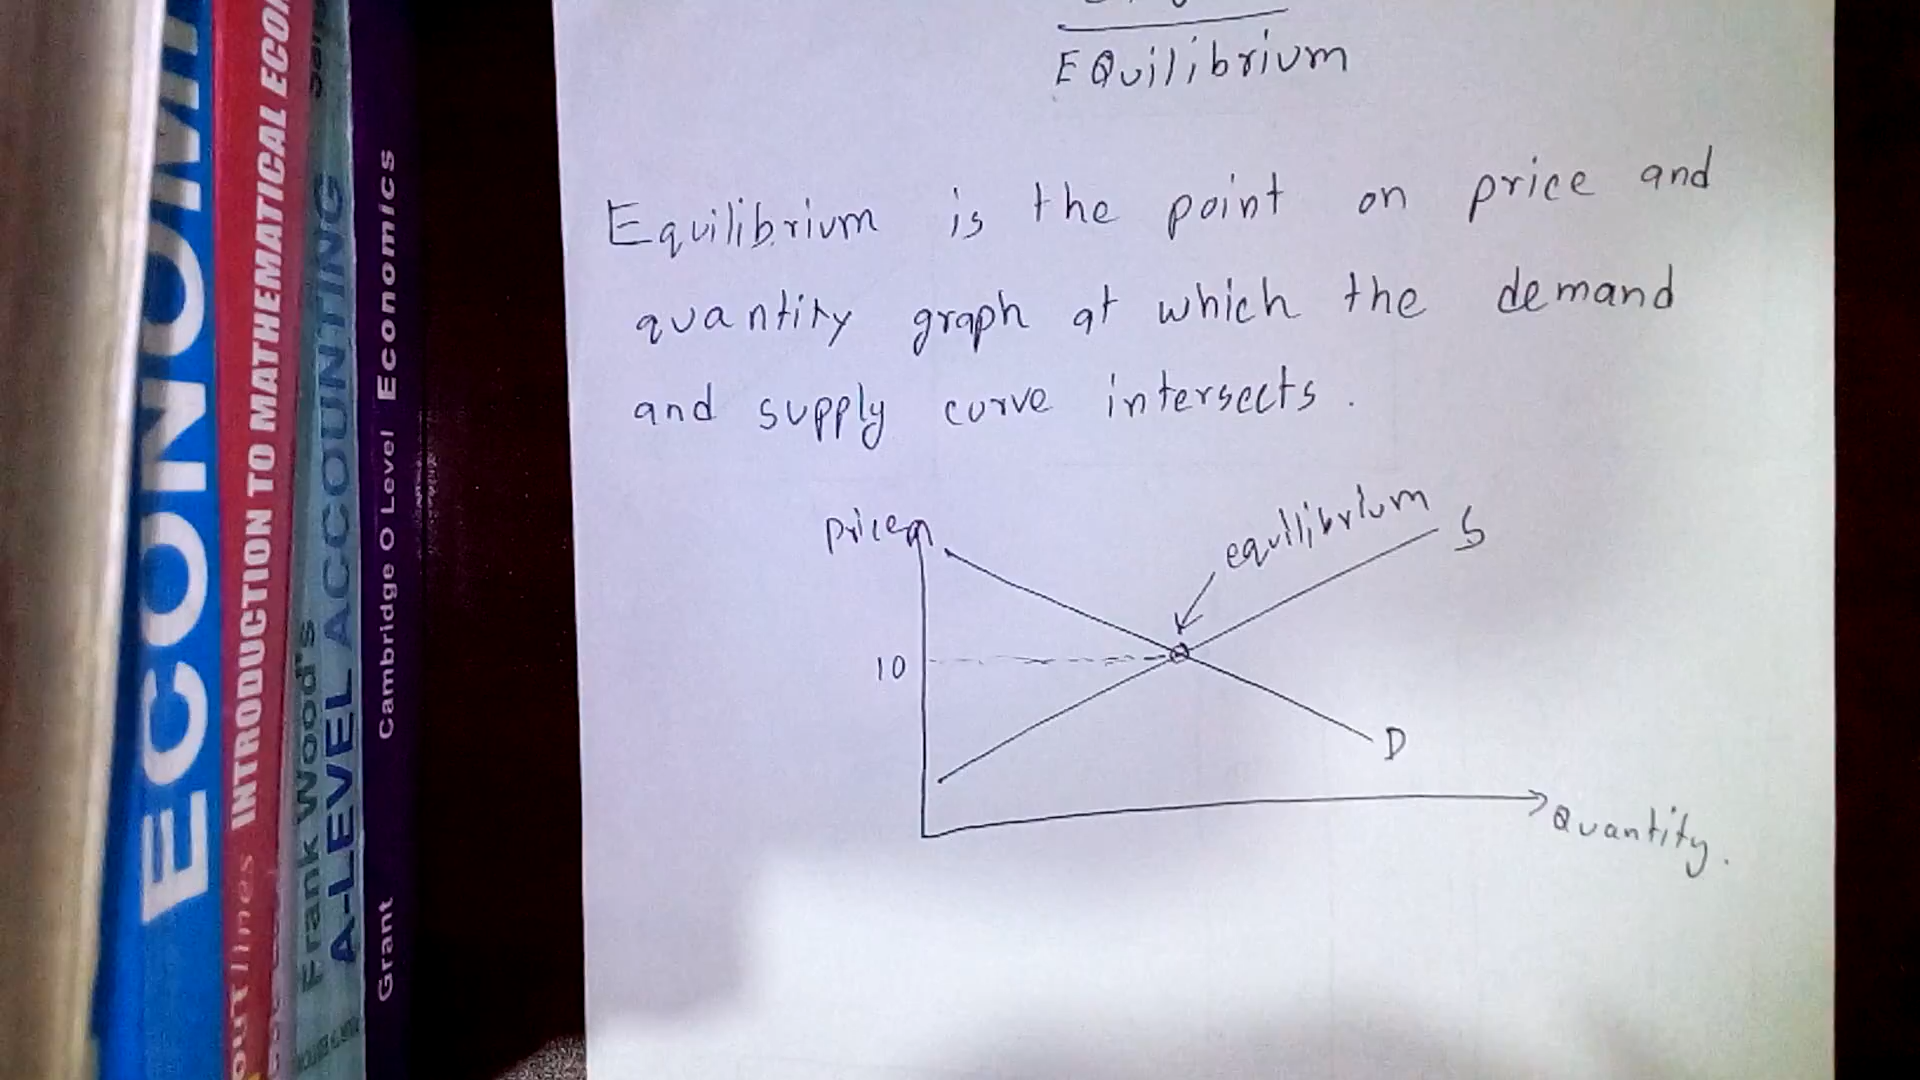 ECONOMI
INTRODUCTION TO MATHEMATICAL ECO
Frank Wood's
A-LEVEL ACCOUNTING
Grant Cambridge O Level Economics
EQuilibrium
Equilibrium is the point on price and
quantity graph at which the demand
and supply curve intersects.
price
equilibrium
S
10
D
Quantity.